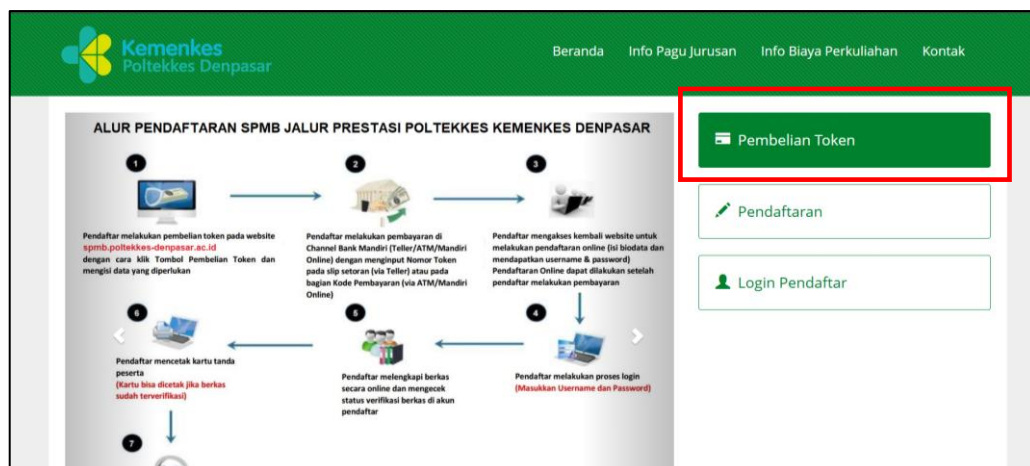 Kemenkes
Poltekkes Denpasar
Beranda Info Pagu Jurusan Info Biaya Perkuliahan Kontak
ALUR PENDAFTARAN SPMB JALUR PRESTASI POLTEKKES KEMENKES DENPASAR
1
Pendaftar melakukan pembelian token pada website
spmb.poltekkes-denpasar.ac.id
dengan cara klik Tombol Pembelian Token dan
mengisi data yang diperlukan
2
Pendaftar melakukan pembayaran di
Channel Bank Mandiri (Teller/ATM/Mandiri
Online) dengan menginput Nomor Token
pada slip setoran (via Teller) atau pada
bagian Kode Pembayaran (via ATM/Mandiri
Online)
3
Pendaftar mengakses kembali website untuk
melakukan pendaftaran online (isi biodata dan
mendapatkan username & password)
Pendaftaran Online dapat dilakukan setelah
pendaftar melakukan pembayaran
4
Pendaftar melakukan proses login
(Masukkan Username dan Password)
5
Pendaftar melengkapi berkas
secara online dan mengecek
status verifikasi berkas di akun
pendaftar
6
Pendaftar mencetak kartu tanda
peserta
(Kartu bisa dicetak jika berkas
sudah terverifikasi)
7
Pembelian Token
Pendaftaran
Login Pendaftar